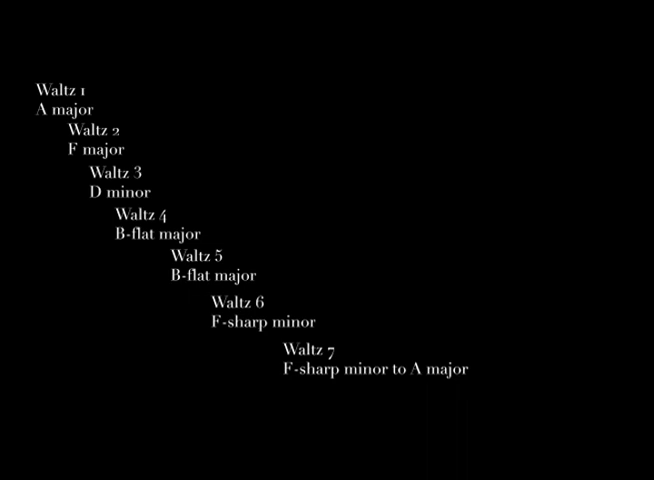 Waltz 1
A major
Waltz 2
F major
Waltz 3
D minor
Waltz 4
B-flat major
Waltz 5
B-flat major
Waltz 6
F-sharp minor
Waltz 7
F-sharp minor to A major